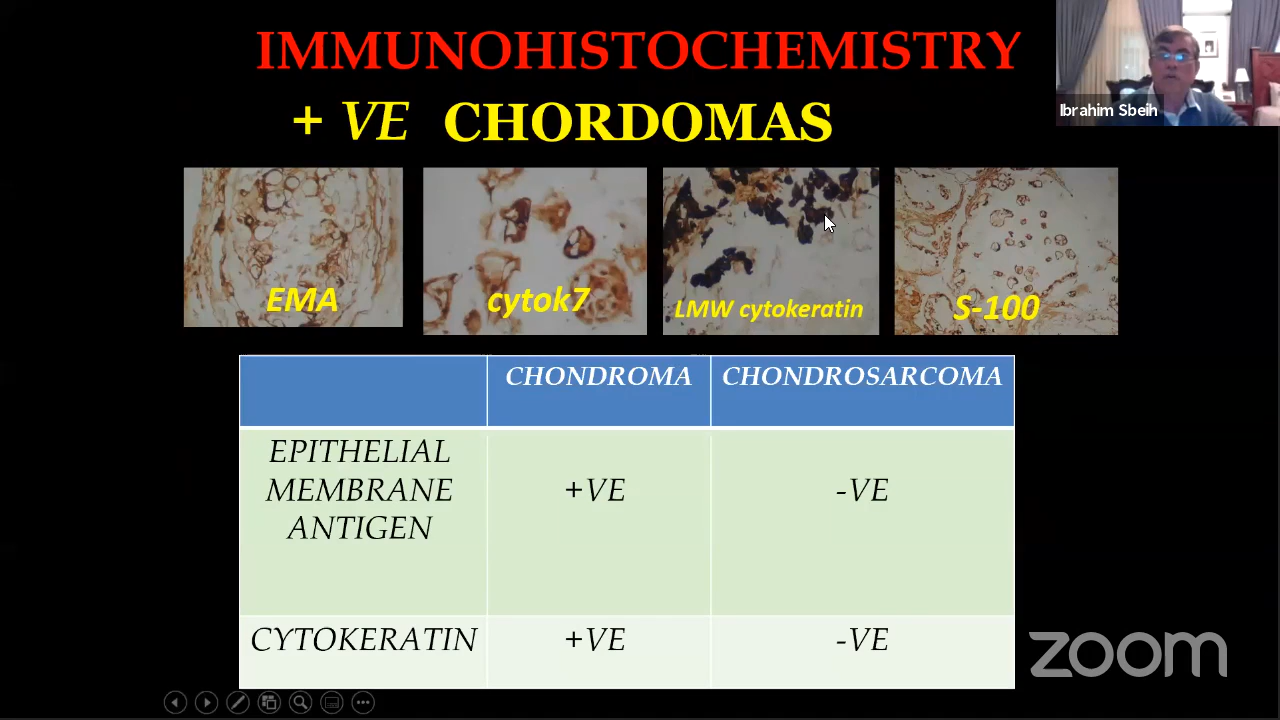 IMMUNOHISTOCHEMISTRY
+ VE CHORDOMAS
Ibrahim Sbeih
EMA
cytok7
LMW cytokeratin
S-100
CHONDROMA
CHONDROSARCOMA
EPITHELIAL
MEMBRANE
ANTIGEN
+VE
-VE
CYTOKERATIN
+VE
-VE
zoom